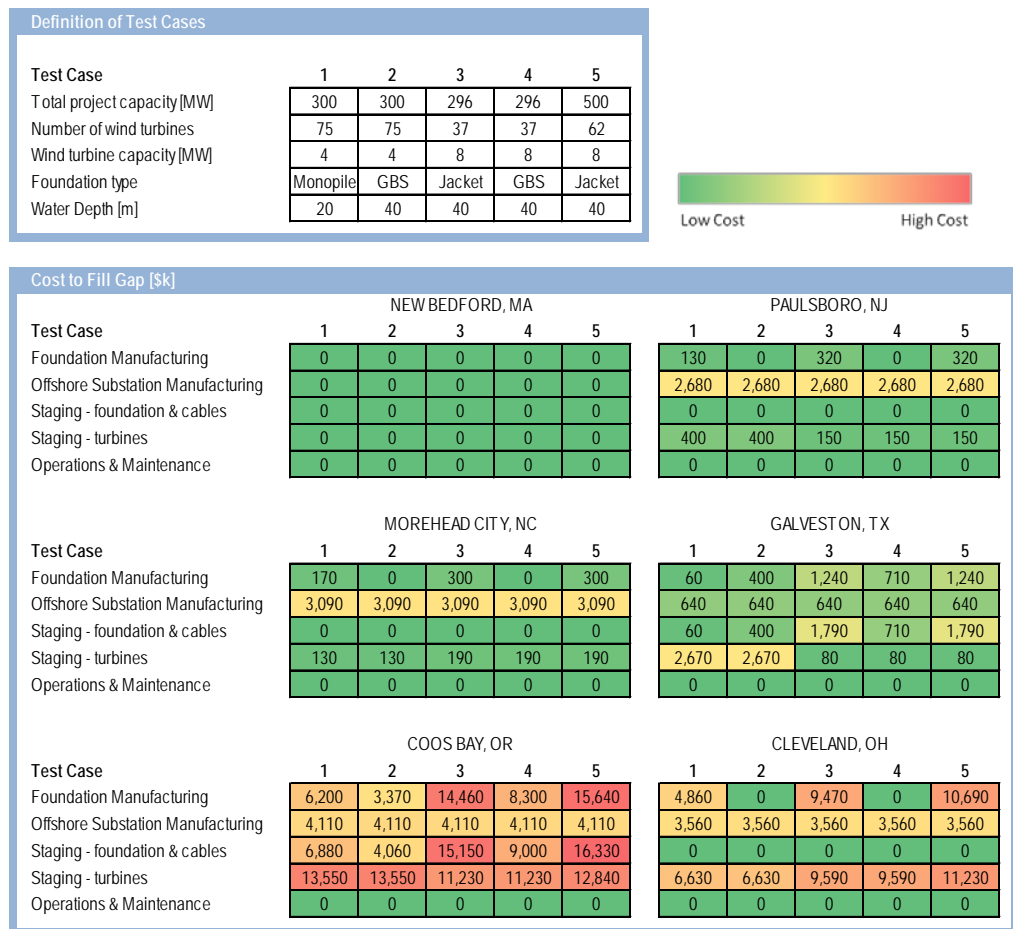 Definition of Test Cases
Test Case 1 2 3 4 5
Total project capacity [MW] 300 300 296 296 500
Number of wind turbines 75 75 37 37 62
Wind turbine capacity [MW] 4 4 8 8 8
Foundation type Monopile GBS Jacket GBS Jacket
Water Depth [m] 20 40 40 40 40
Low Cost High Cost
Cost to Fill Gap [$k]
NEW BEDFORD, MA PAULSBORO, NJ
Test Case 1 2 3 4 5 1 2 3 4 5
Foundation Manufacturing 0 0 0 0 0 130 0 320 0 320
Offshore Substation Manufacturing 0 0 0 0 0 2,680 2,680 2,680 2,680 2,680
Staging - foundation & cables 0 0 0 0 0 0 0 0 0 0
Staging - turbines 0 0 0 0 0 400 400 150 150 150
Operations & Maintenance 0 0 0 0 0 0 0 0 0 0
MOREHEAD CITY, NC GALVESTON, TX
Test Case 1 2 3 4 5 1 2 3 4 5
Foundation Manufacturing 170 0 300 0 300 60 400 1,240 710 1,240
Offshore Substation Manufacturing 3,090 3,090 3,090 3,090 3,090 640 640 640 640 640
Staging - foundation & cables 0 0 0 0 0 60 400 1,790 710 1,790
Staging - turbines 130 130 190 190 190 2,670 2,670 80 80 80
Operations & Maintenance 0 0 0 0 0 0 0 0 0 0
COOS BAY, OR CLEVELAND, OH
Test Case 1 2 3 4 5 1 2 3 4 5
Foundation Manufacturing 6,200 3,370 14,460 8,300 15,640 4,860 0 9,470 0 10,690
Offshore Substation Manufacturing 4,110 4,110 4,110 4,110 4,110 3,560 3,560 3,560 3,560 3,560
Staging - foundation & cables 6,880 4,060 15,150 9,000 16,330 0 0 0 0 0
Staging - turbines 13,550 13,550 11,230 11,230 12,840 6,630 6,630 9,590 9,590 11,230
Operations & Maintenance 0 0 0 0 0 0 0 0 0 0